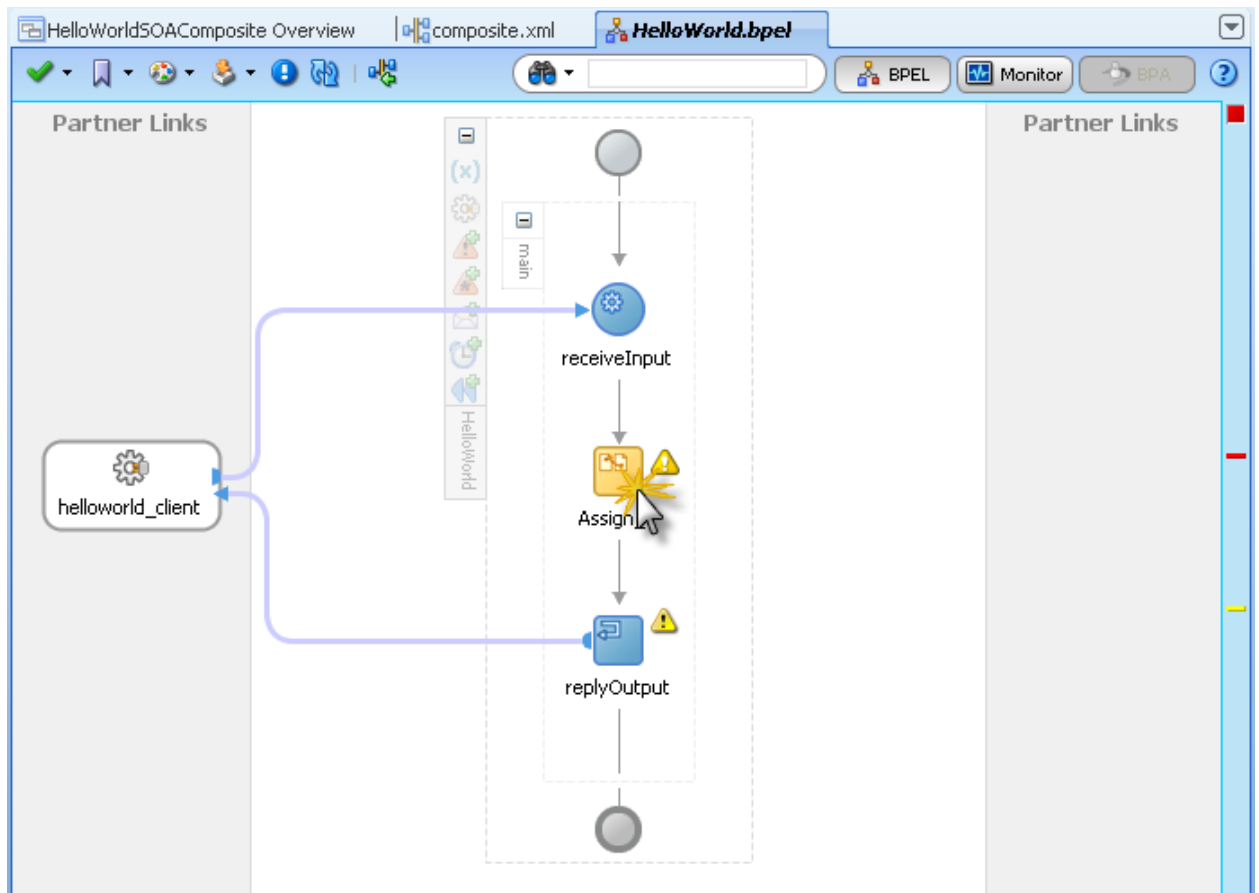 HelloWorldSOAComposite Overview
composite.xml
HelloWorld.bpel
BPEL
Monitor
BPA
Partner Links
Partner Links
(x)
main
receiveInput
HelloWorld
helloworld_client
Assign
replyOutput